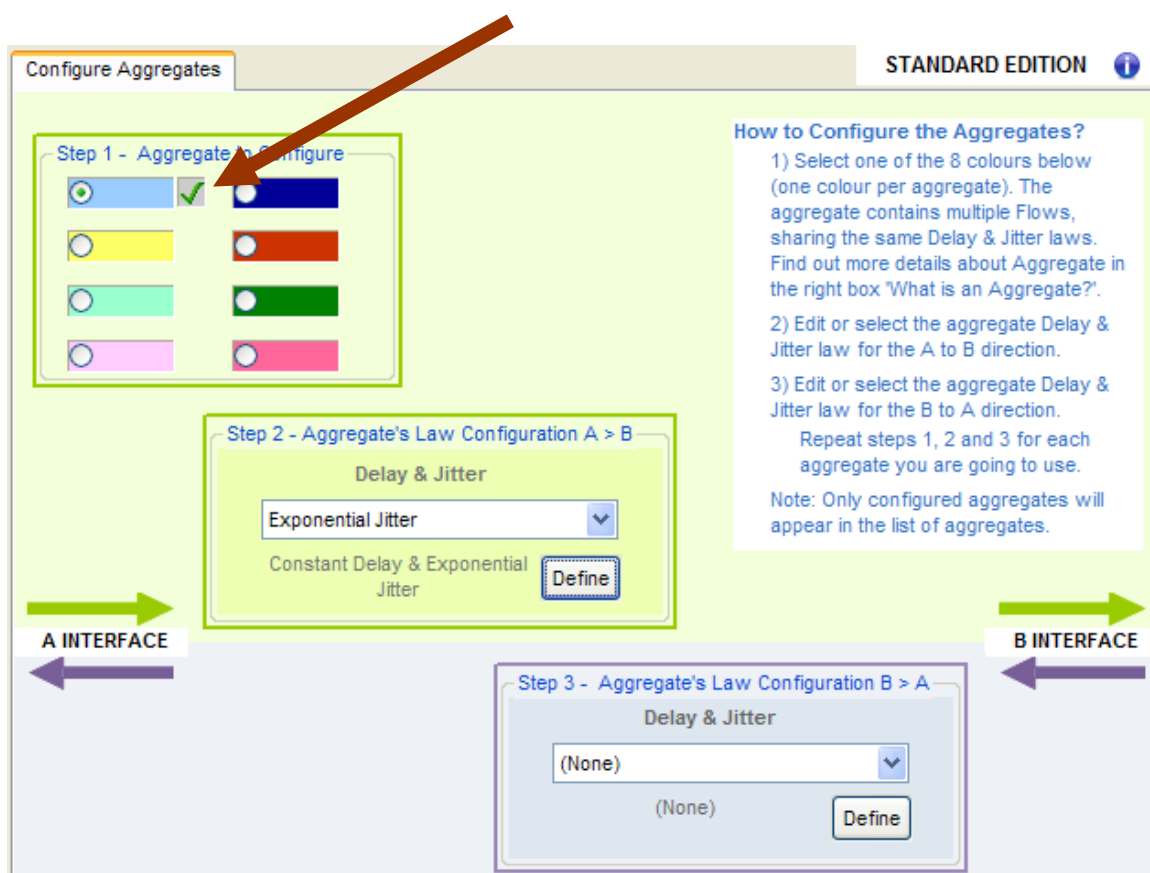 Configure Aggregates
STANDARD EDITION
Step 1 - Aggregate to Configure
How to Configure the Aggregates?
1) Select one of the 8 colours below
(one colour per aggregate). The
aggregate contains multiple Flows,
sharing the same Delay & Jitter laws.
Find out more details about Aggregate in
the right box 'What is an Aggregate?'.
2) Edit or select the aggregate Delay &
Jitter law for the A to B direction.
3) Edit or select the aggregate Delay &
Jitter law for the B to A direction.
Repeat steps 1, 2 and 3 for each
aggregate you are going to use.
Note: Only configured aggregates will
appear in the list of aggregates.
Step 2 - Aggregate's Law Configuration A > B
Delay & Jitter
Exponential Jitter
Constant Delay & Exponential
Jitter
Define
A INTERFACE
B INTERFACE
Step 3 - Aggregate's Law Configuration B > A
Delay & Jitter
(None)
(None)
Define